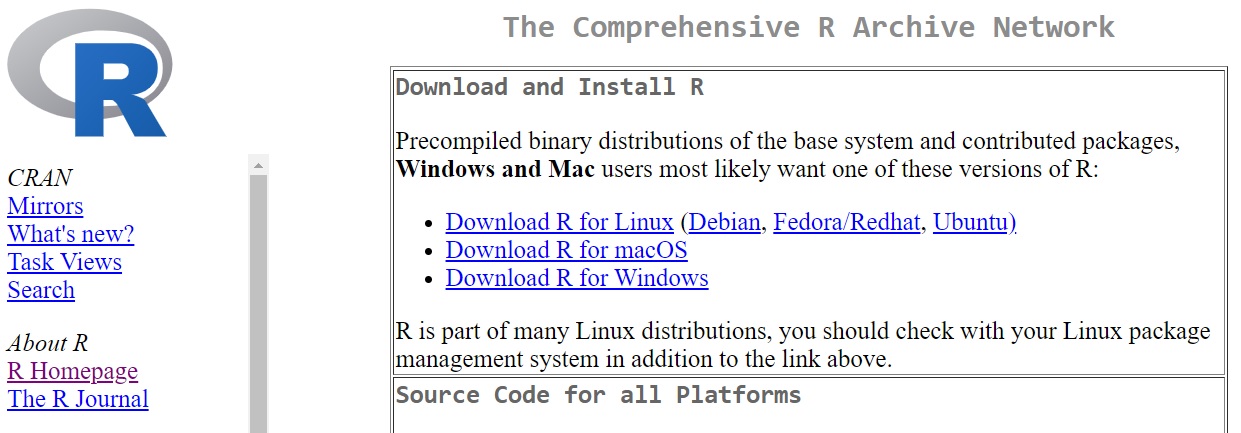 R
The Comprehensive R Archive Network
CRAN
Mirrors
What's new?
Task Views
Search
About R
R Homepage
The R Journal
Download and Install R
Precompiled binary distributions of the base system and contributed packages,
Windows and Mac users most likely want one of these versions of R:
• Download R for Linux (Debian, Fedora/Redhat, Ubuntu)
• Download R for macOS
• Download R for Windows
R is part of many Linux distributions, you should check with your Linux package
management system in addition to the link above.
Source Code for all Platforms